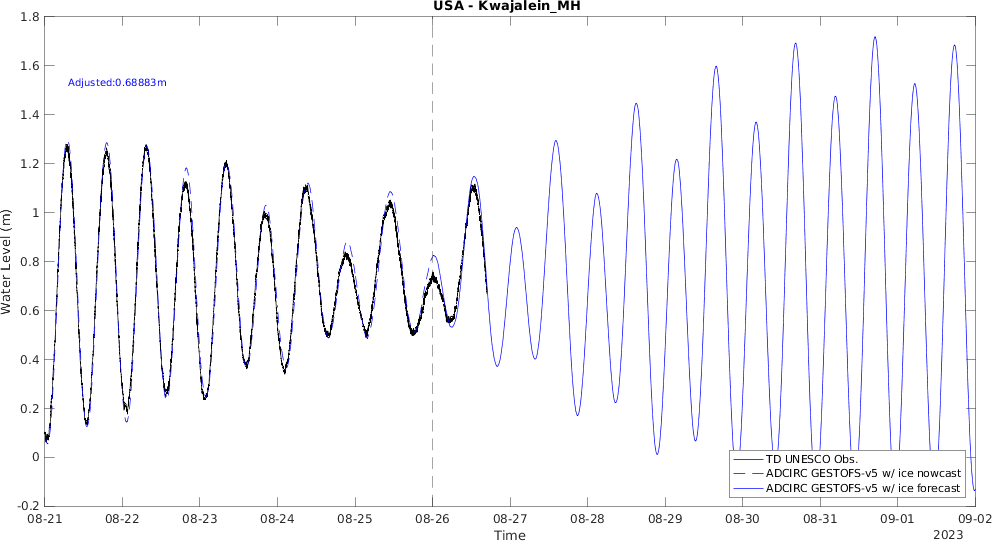 USA - Kwajalein_MH
1.8
1.6
1.4
1.2
1
0.8
0.6
0.4
0.2
0
-0.2
Water Level (m)
Adjusted:0.68883m
TD UNESCO Obs.
ADCIRC GESTOFS-v5 w/ ice nowcast
ADCIRC GESTOFS-v5 w/ ice forecast
08-21 08-22 08-23 08-24 08-25 08-26 08-27 08-28 08-29 08-30 08-31 09-01 09-02
Time
2023